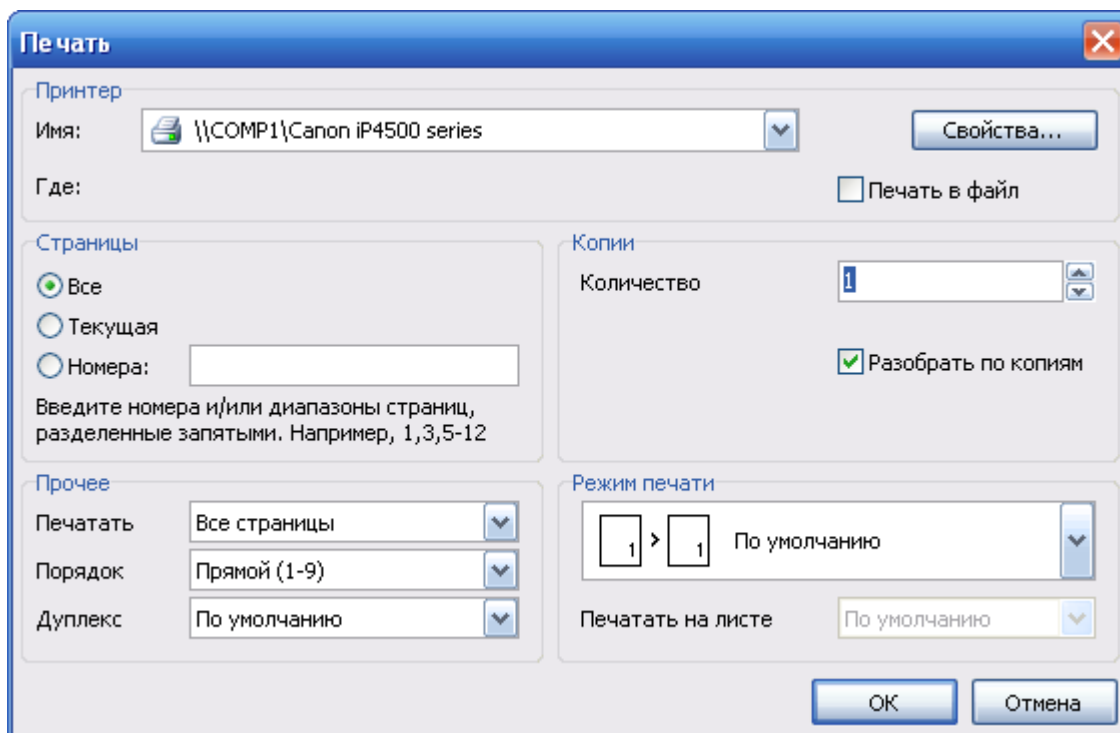 Печать
Принтер
Имя: \\COMP1\Canon iP4500 series Свойства...
Где: Печать в файл
Страницы
Все
Текущая
Номера:
Введите номера и/или диапазоны страниц,
разделенные запятыми. Например, 1,3,5-12
Копии
Количество 1
Разобрать по копиям
Прочее
Печатать Все страницы
Порядок Прямой (1-9)
Дуплекс По умолчанию
Режим печати
1 > 1 По умолчанию
Печатать на листе По умолчанию
ОК Отмена